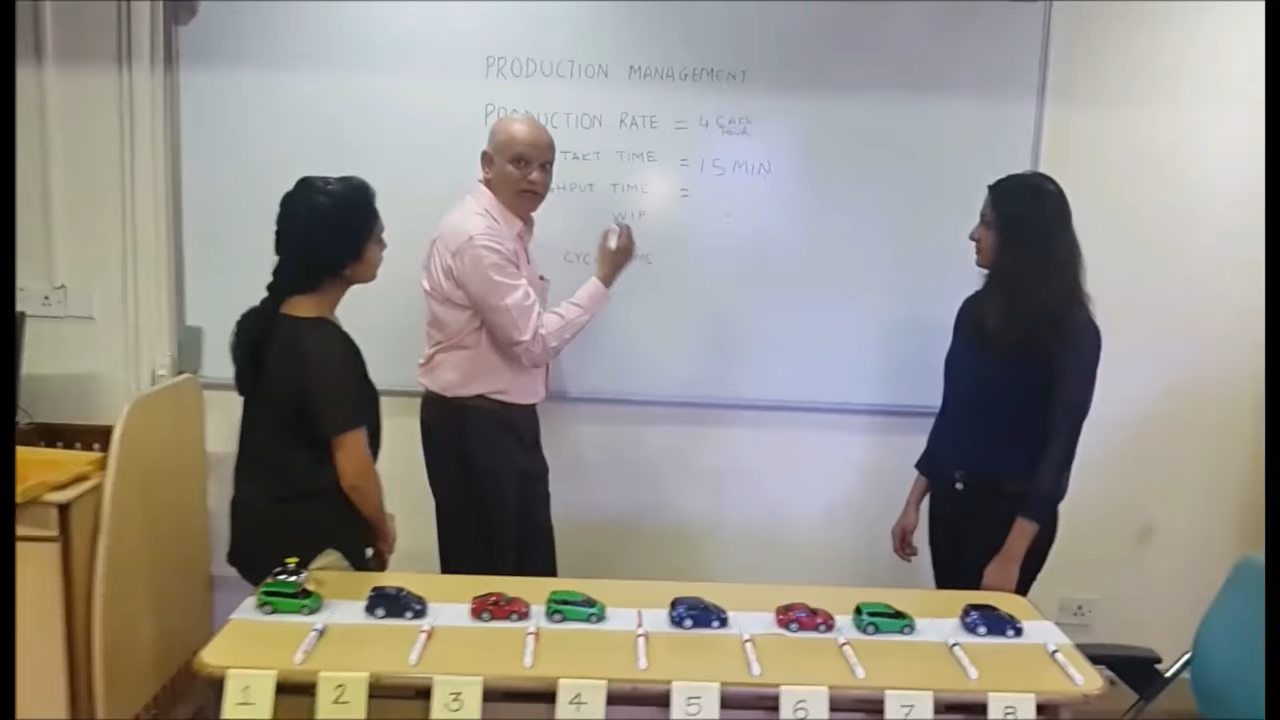 PRODUCTION MANAGEMENT
PRODUCTION RATE = 4 CARS
HOUR
TAKT TIME = 15 MIN
TIME =
WIP
1 2 3 4 5 6 7 8